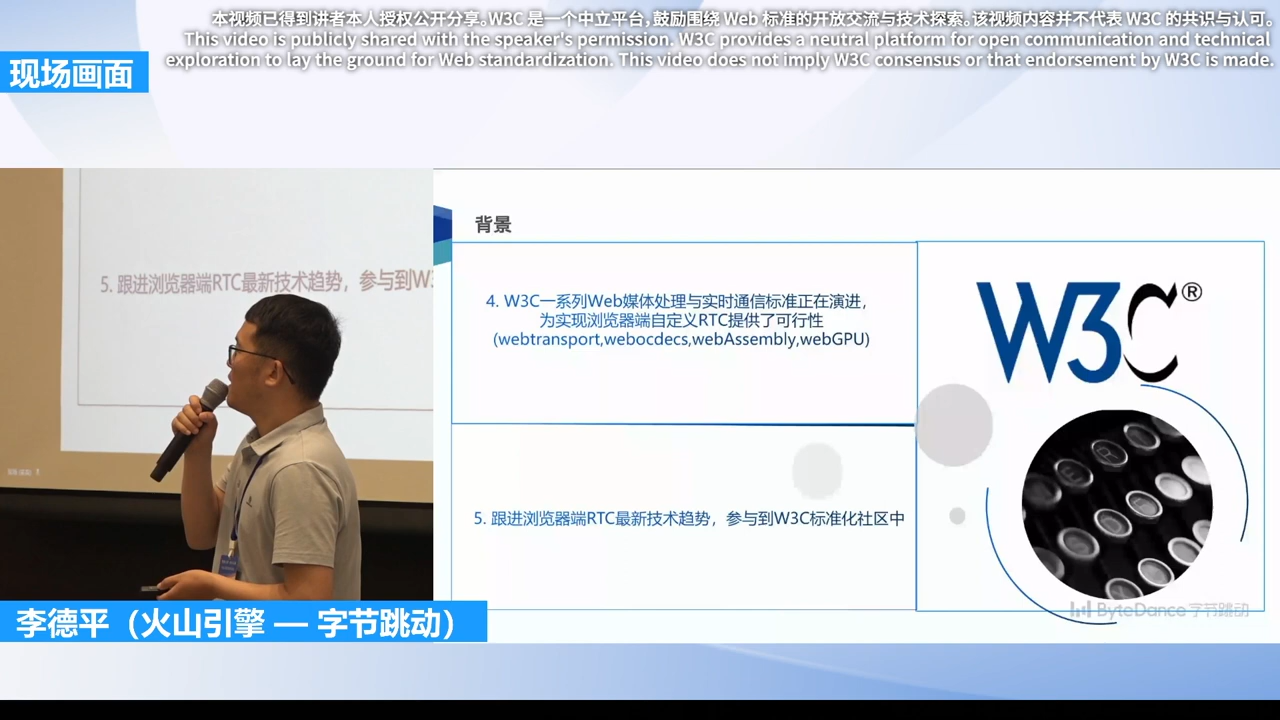 本视频已得到讲者本人授权公开分享。W3C 是一个中立平台，鼓励围绕 Web 标准的开放交流与技术探索。该视频内容并不代表 W3C 的共识与认可。
This video is publicly shared with the speaker's permission. W3C provides a neutral platform for open communication and technical
exploration to lay the ground for Web standardization. This video does not imply W3C consensus or that endorsement by W3C is made.
现场画面
5. 跟进浏览器端RTC最新技术趋势，参与到W3
李德平（火山引擎 — 字节跳动）
背景
4. W3C一系列Web媒体处理与实时通信标准正在演进，
为实现浏览器端自定义RTC提供了可行性
(webtransport,webocdecs,webAssembly,webGPU)
5. 跟进浏览器端RTC最新技术趋势，参与到W3C标准化社区中
W3C®
E R
ByteDance 字节跳动